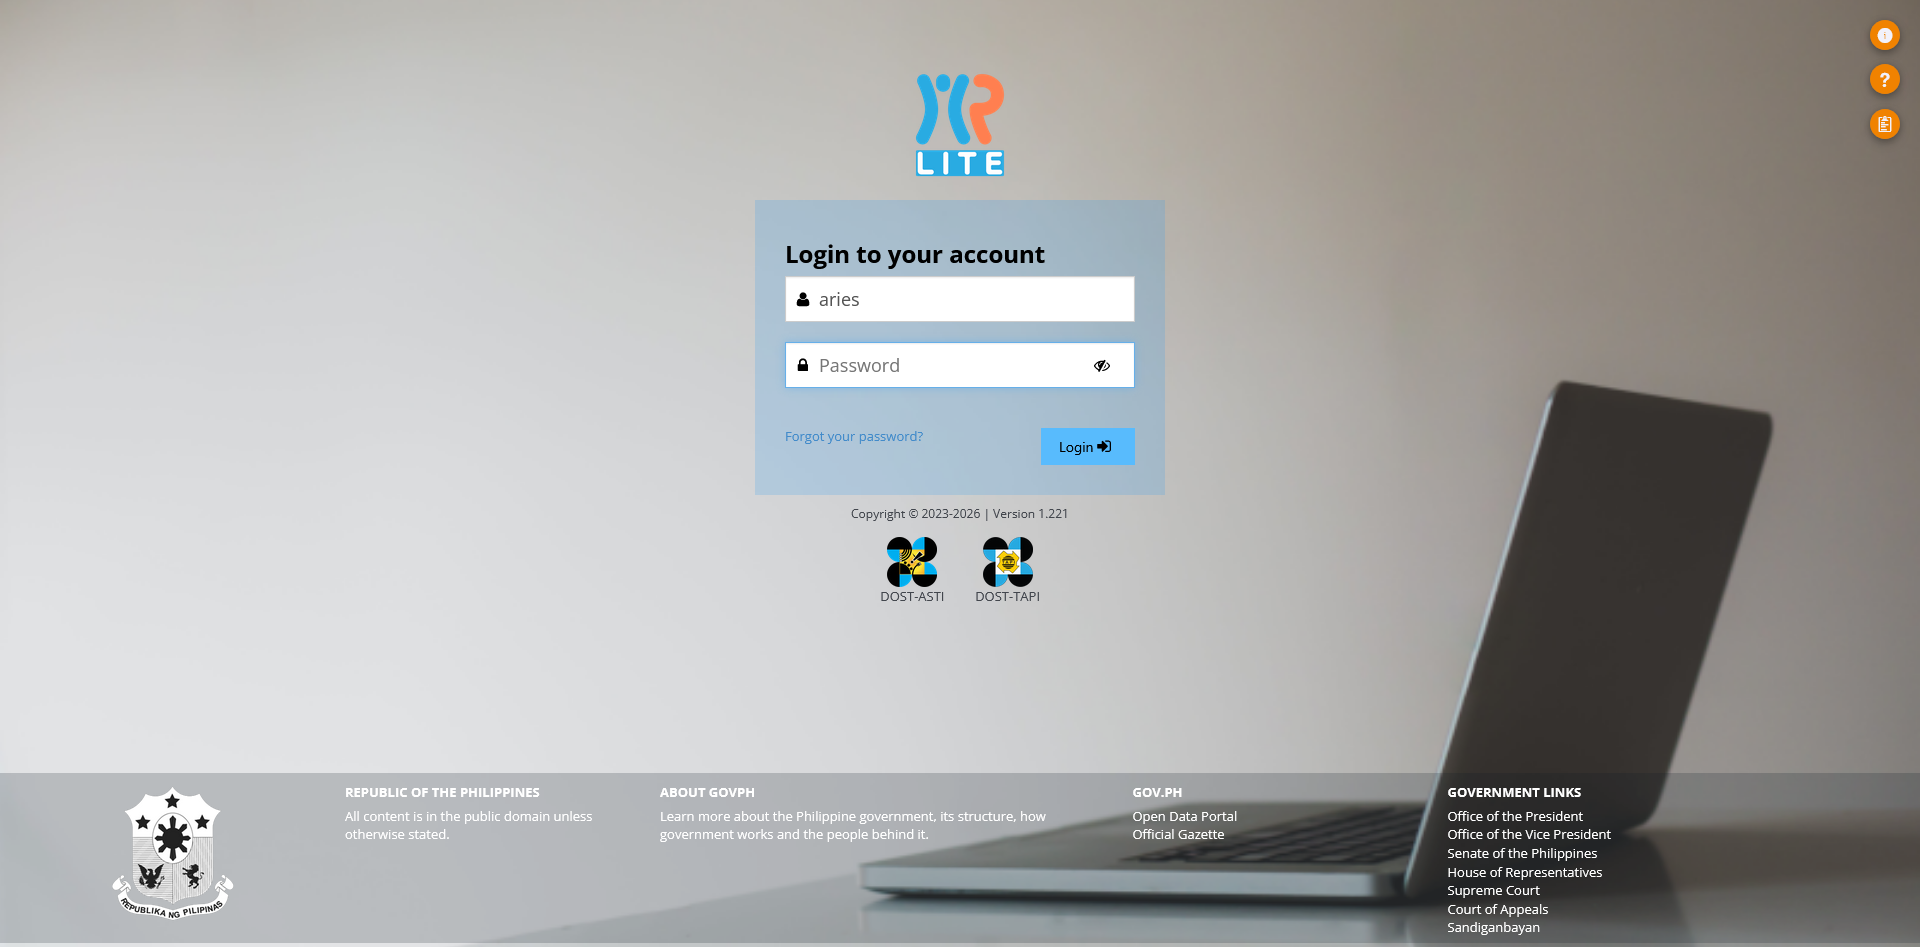 HR
LITE
Login to your account
aries
Password
Forgot your password?
Login
Copyright © 2023-2026 | Version 1.221
DOST-ASTI
DOST-TAPI
REPUBLIKA NG PILIPINAS
REPUBLIC OF THE PHILIPPINES
All content is in the public domain unless
otherwise stated.
ABOUT GOVPH
Learn more about the Philippine government, its structure, how
government works and the people behind it.
GOV.PH
Open Data Portal
Official Gazette
GOVERNMENT LINKS
Office of the President
Office of the Vice President
Senate of the Philippines
House of Representatives
Supreme Court
Court of Appeals
Sandiganbayan